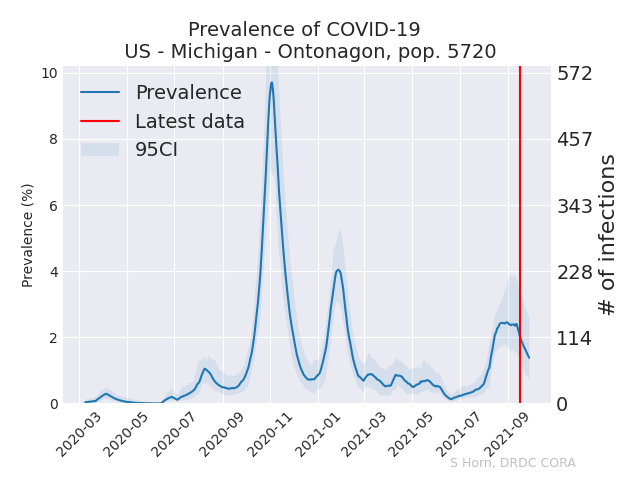 Prevalence of COVID-19
US - Michigan - Ontonagon, pop. 5720
Prevalence
Latest data
95CI
Prevalence (%)
10
8
6
4
2
0
572
457
343
228
114
0
# of infections
2020-03
2020-05
2020-07
2020-09
2020-11
2021-01
2021-03
2021-05
2021-07
2021-09
S Horn, DRDC CORA